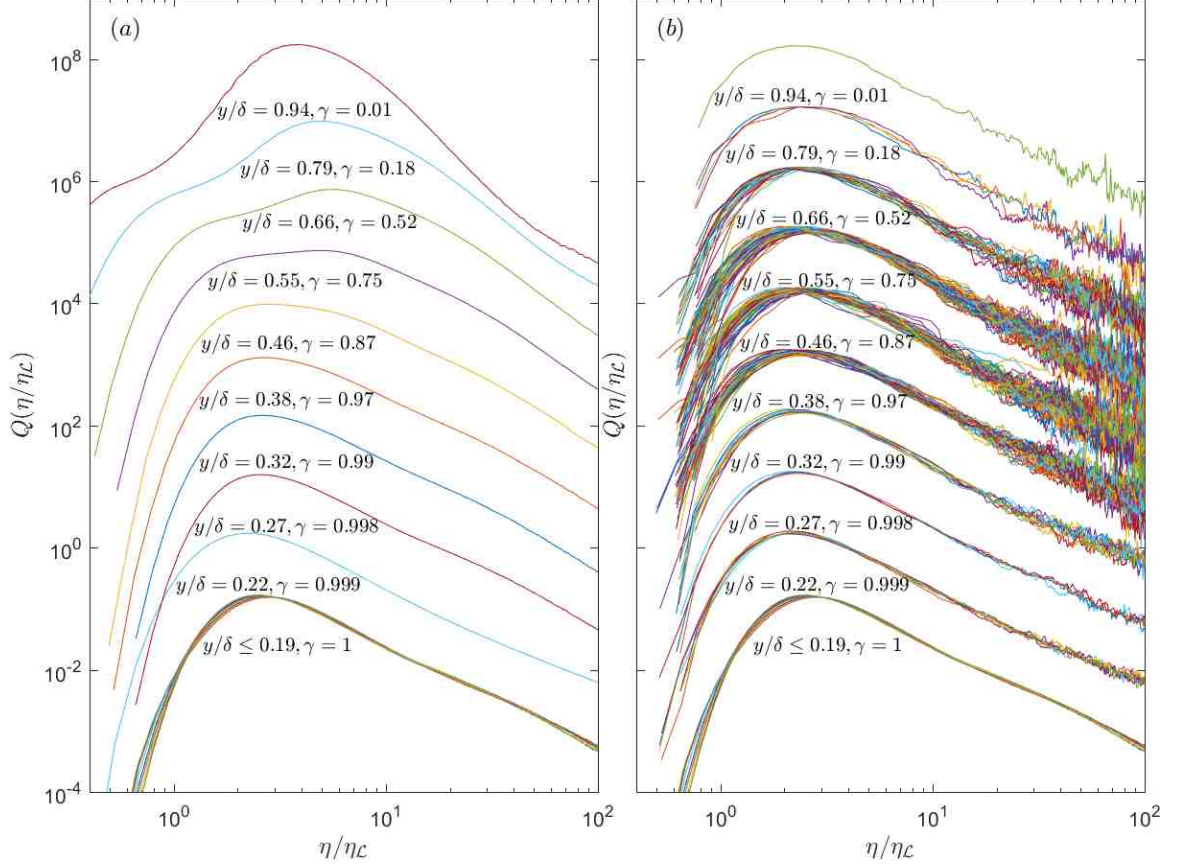 (a)
10^8
10^6
10^4
10^2
10^0
10^{-2}
10^{-4}
Q(η/η_ℒ)
y/δ = 0.94, γ = 0.01
y/δ = 0.79, γ = 0.18
y/δ = 0.66, γ = 0.52
y/δ = 0.55, γ = 0.75
y/δ = 0.46, γ = 0.87
y/δ = 0.38, γ = 0.97
y/δ = 0.32, γ = 0.99
y/δ = 0.27, γ = 0.998
y/δ = 0.22, γ = 0.999
y/δ ≤ 0.19, γ = 1
10^0 10^1 10^2
η/η_ℒ
(b)
Q(η/η_ℒ)
y/δ = 0.94, γ = 0.01
y/δ = 0.79, γ = 0.18
y/δ = 0.66, γ = 0.52
y/δ = 0.55, γ = 0.75
y/δ = 0.46, γ = 0.87
y/δ = 0.38, γ = 0.97
y/δ = 0.32, γ = 0.99
y/δ = 0.27, γ = 0.998
y/δ = 0.22, γ = 0.999
y/δ ≤ 0.19, γ = 1
10^0 10^1 10^2
η/η_ℒ